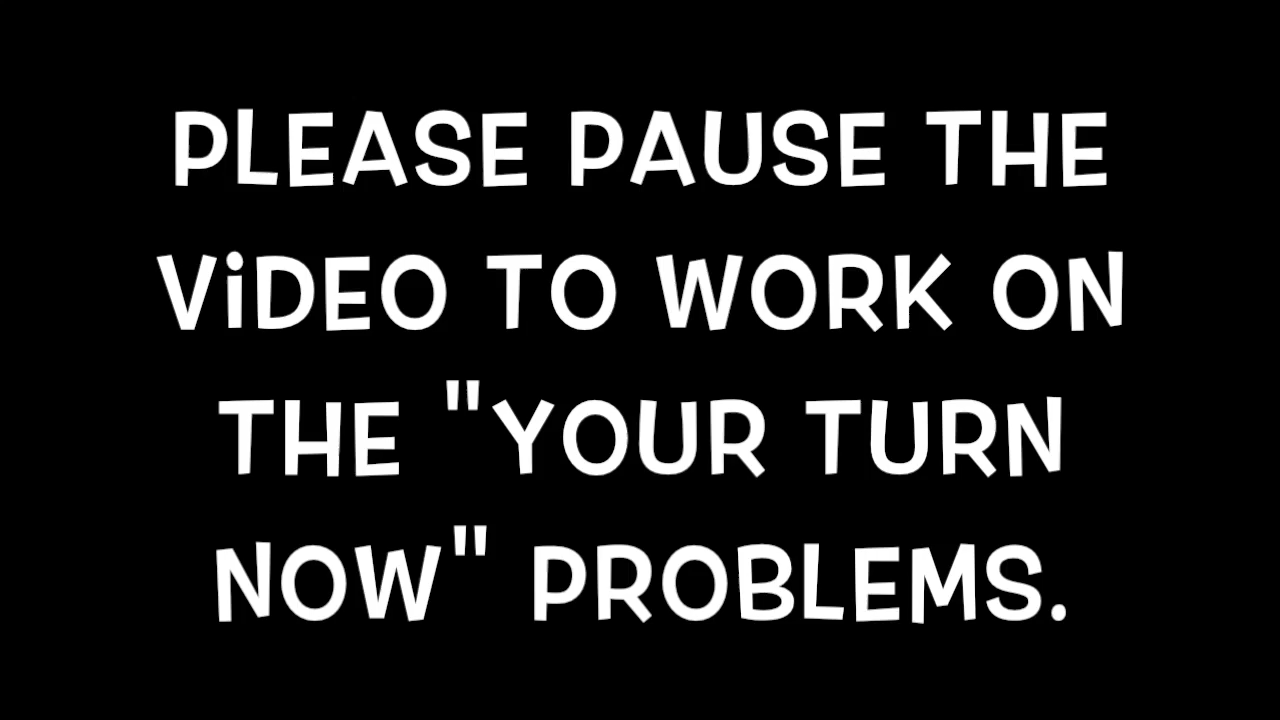 PLEASE PAUSE THE
ViDEO TO WORK ON
THE "YOUR TURN
NOW" PROBLEMS.